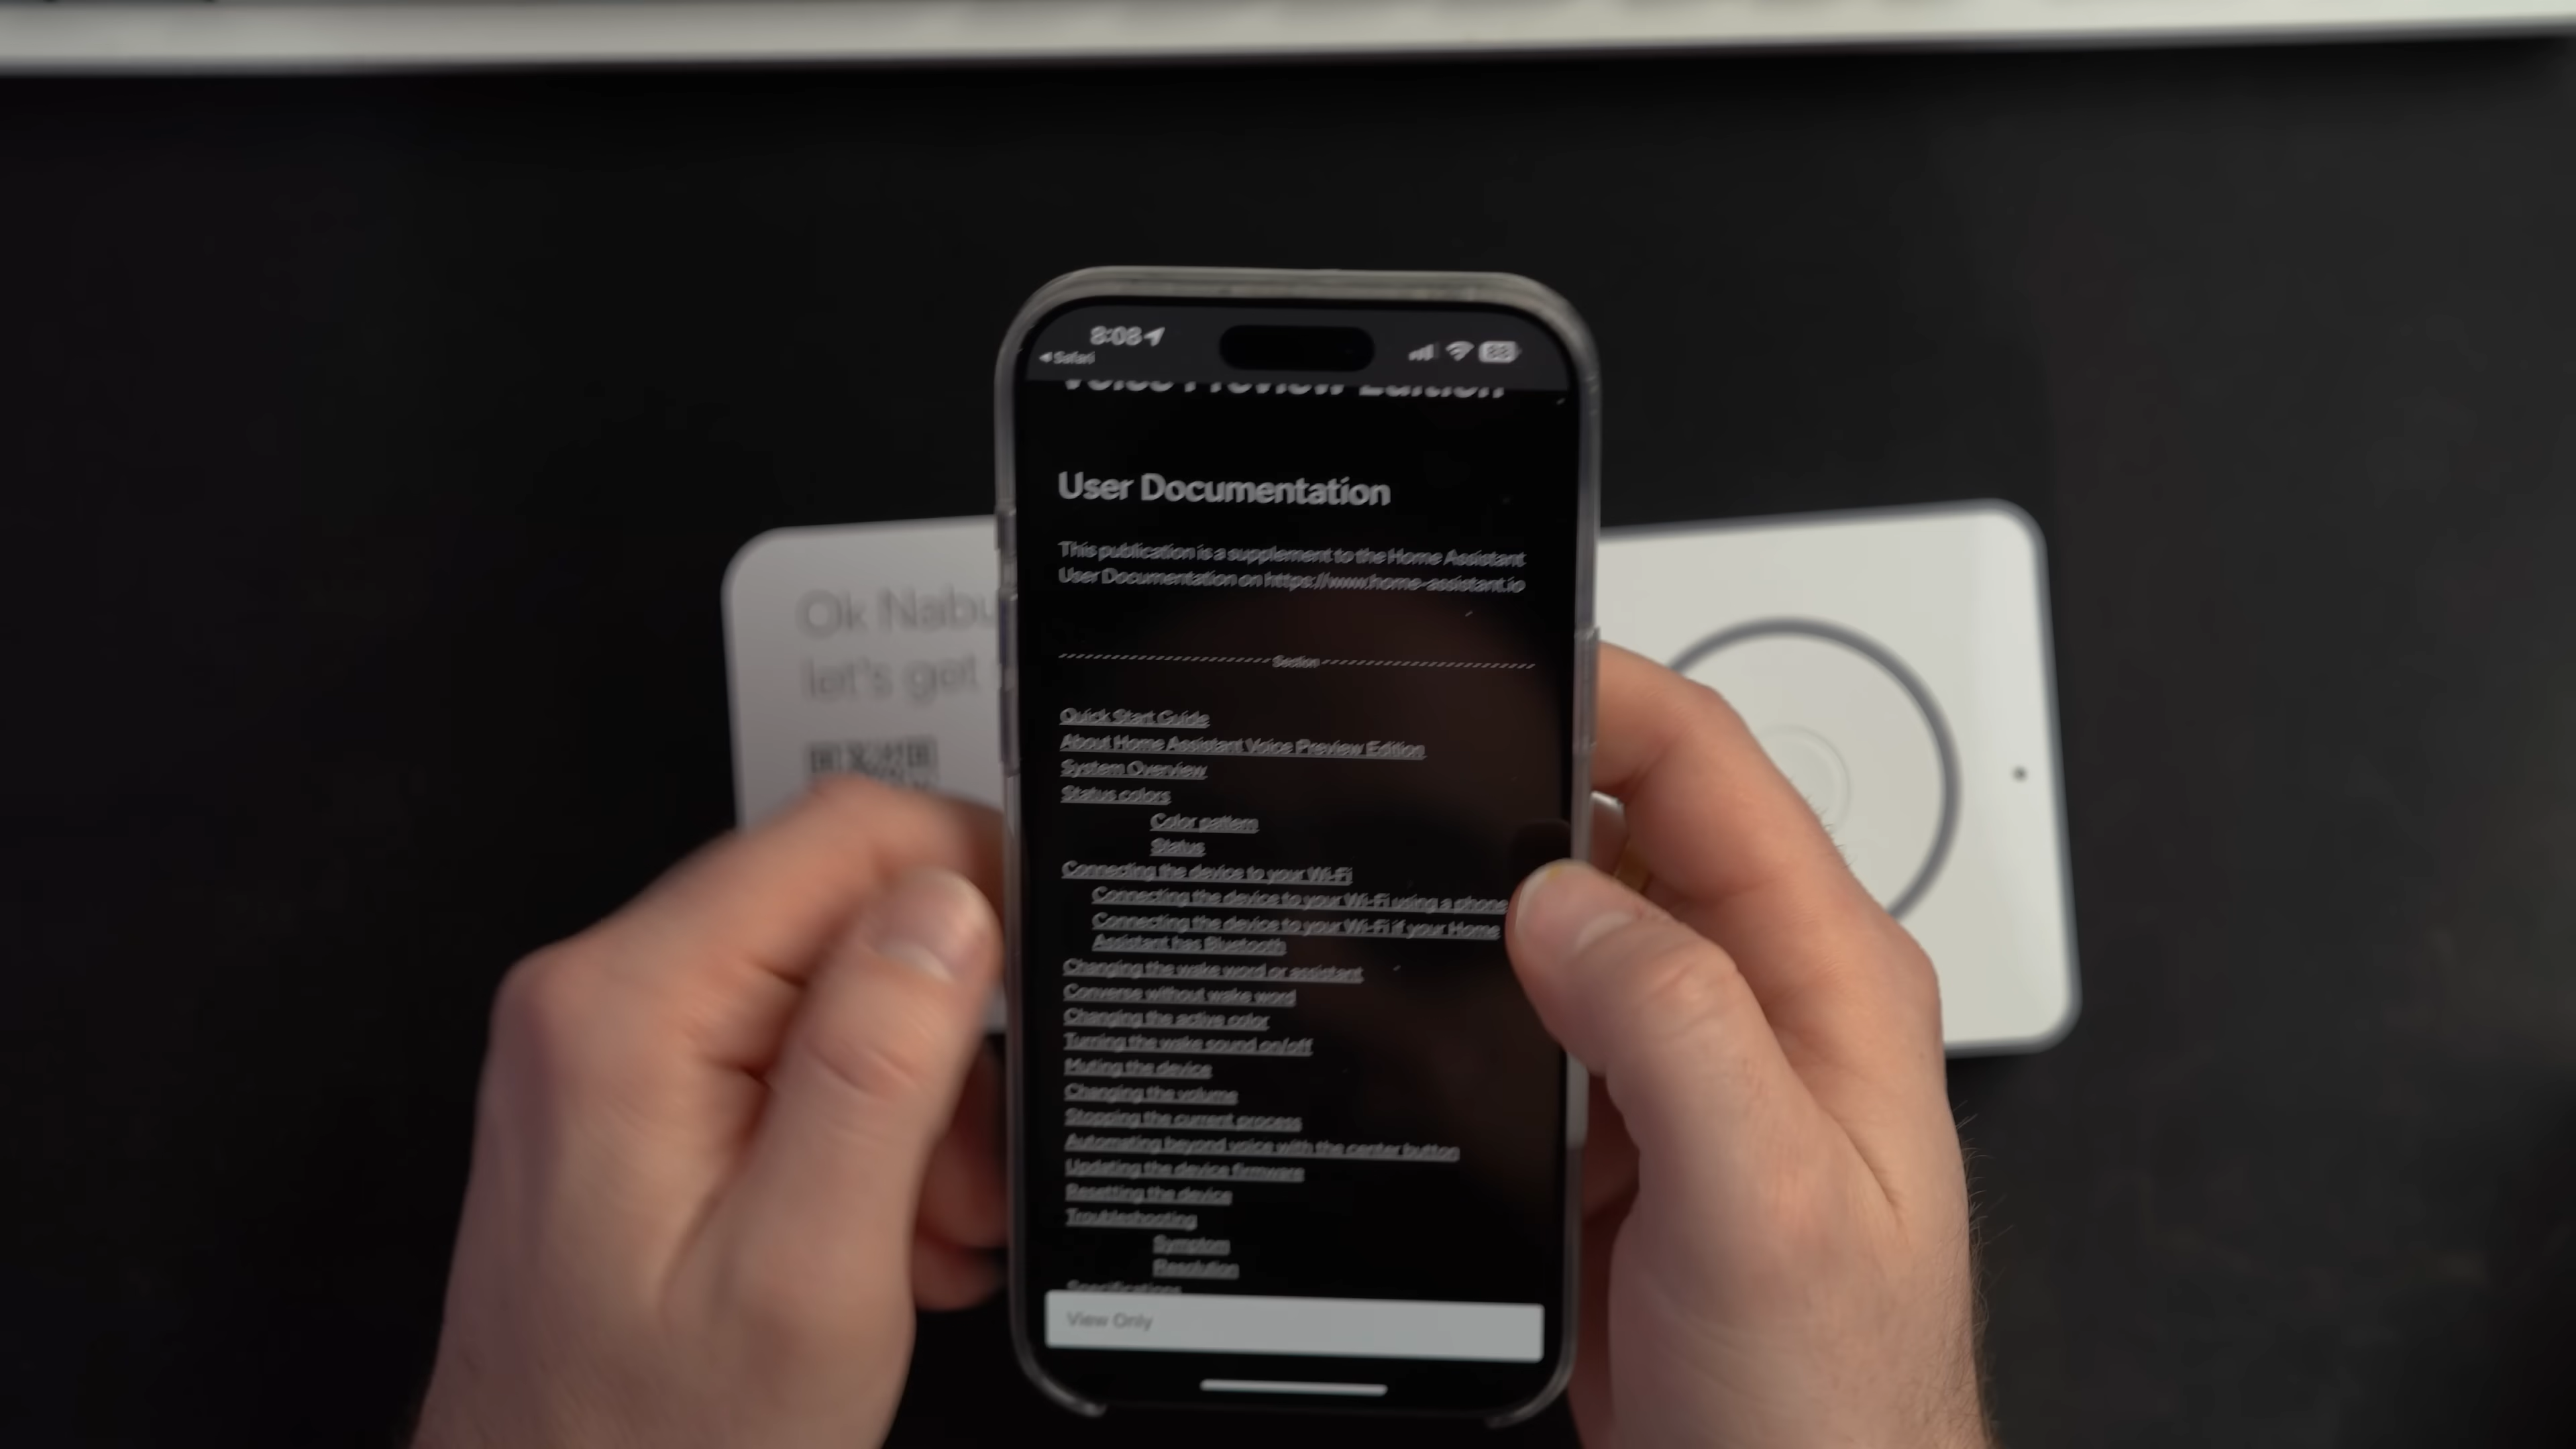 8:08
Safari
88
Voice Preview Edition
User Documentation
This publication is a supplement to the Home Assistant
User Documentation on https://www.home-assistant.io
Section
Quick Start Guide
About Home Assistant Voice Preview Edition
System Overview
Status colors
Color pattern
Status
Connecting the device to your Wi-Fi
Connecting the device to your Wi-Fi using a phone
Connecting the device to your Wi-Fi if your Home
Assistant has Bluetooth
Changing the wake word or assistant
Converse without wake word
Changing the active color
Turning the wake sound on/off
Muting the device
Changing the volume
Stopping the current process
Automating beyond voice with the center button
Updating the device firmware
Resetting the device
Troubleshooting
Symptom
Resolution
Specifications
View Only
Ok Nabu
let's get